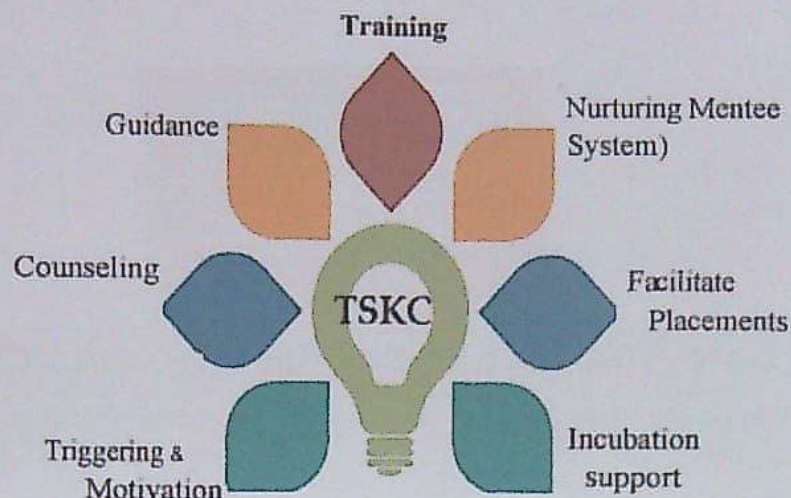 Training
Guidance
Nurturing Mentee
System)
Counseling
TSKC
Facilitate
Placements
Triggering &
Motivation
Incubation
support